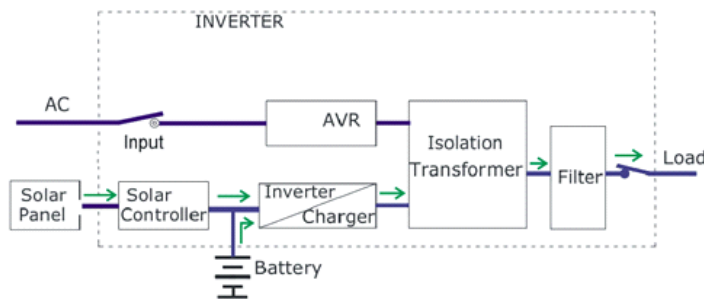 INVERTER
AC
Input
AVR
Isolation
Transformer
Filter
Load
Solar
Panel
Solar
Controller
Inverter
Charger
Battery